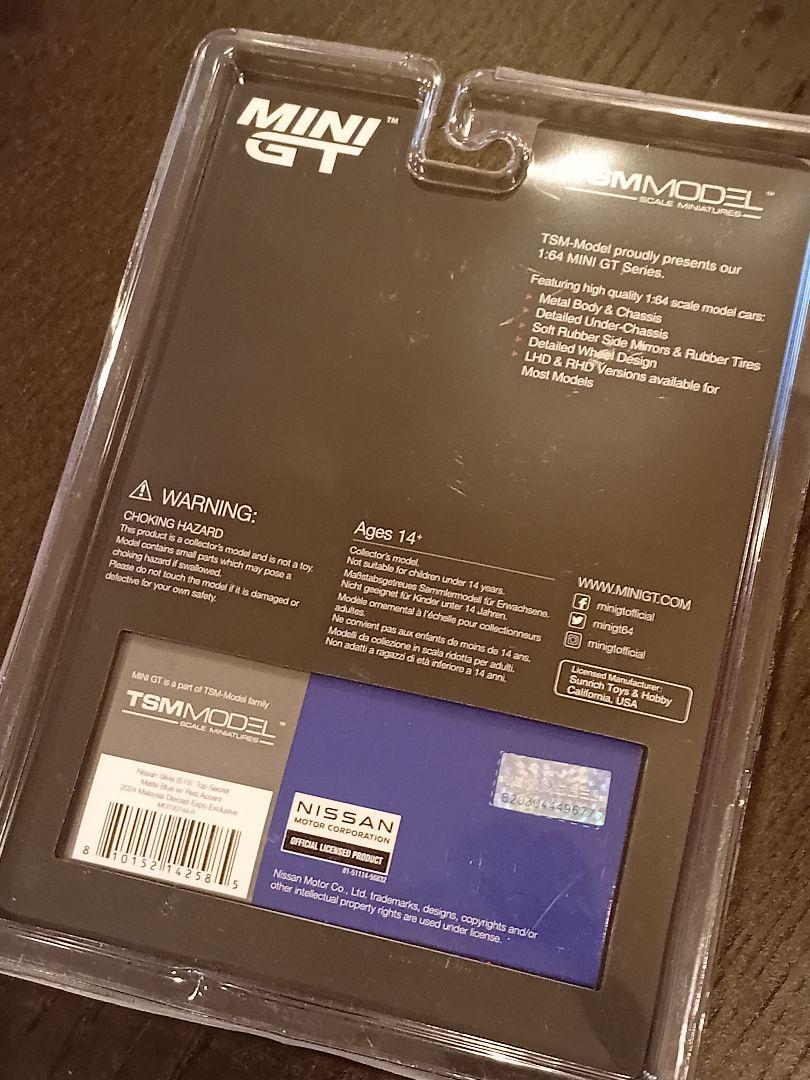 MINI GT™
TSMMODEL™
SCALE MINIATURES
TSM-Model proudly presents our
1:64 MINI GT Series.
Featuring high quality 1:64 scale model cars:
Metal Body & Chassis
Detailed Under-Chassis
Soft Rubber Side Mirrors & Rubber Tires
Detailed Wheel Design
LHD & RHD Versions available for
Most Models
WARNING:
CHOKING HAZARD
This product is a collector's model and is not a toy.
Model contains small parts which may pose a
choking hazard if swallowed.
Please do not touch the model if it is damaged or
defective for your own safety.
Ages 14+
Collector's model.
Not suitable for children under 14 years.
Maßstabsgetreues Sammlermodell für Erwachsene.
Nicht geeignet für Kinder unter 14 Jahren.
Modèle ornemental à l'échelle pour collectionneurs
adultes.
Ne convient pas aux enfants de moins de 14 ans.
Modelli da collezione in scala ridotta per adulti.
Non adatti a ragazzi di età inferiore a 14 anni.
WWW.MINIGT.COM
minigtofficial
minigt64
minigtofficial
Licensed Manufacturer:
Sunrich Toys & Hobby
California, USA
MINI GT is a part of TSM-Model family
TSMMODEL™
SCALE MINIATURES
Nissan Silvia (S15) Top Secret
Matte Blue w/ Red Accent
2024 Malaysia Diecast Expo Exclusive
8 10152 14258 5
NISSAN
MOTOR CORPORATION
OFFICIAL LICENSED PRODUCT
Nissan Motor Co., Ltd. trademarks, designs, copyrights and/or
other intellectual property rights are used under license.